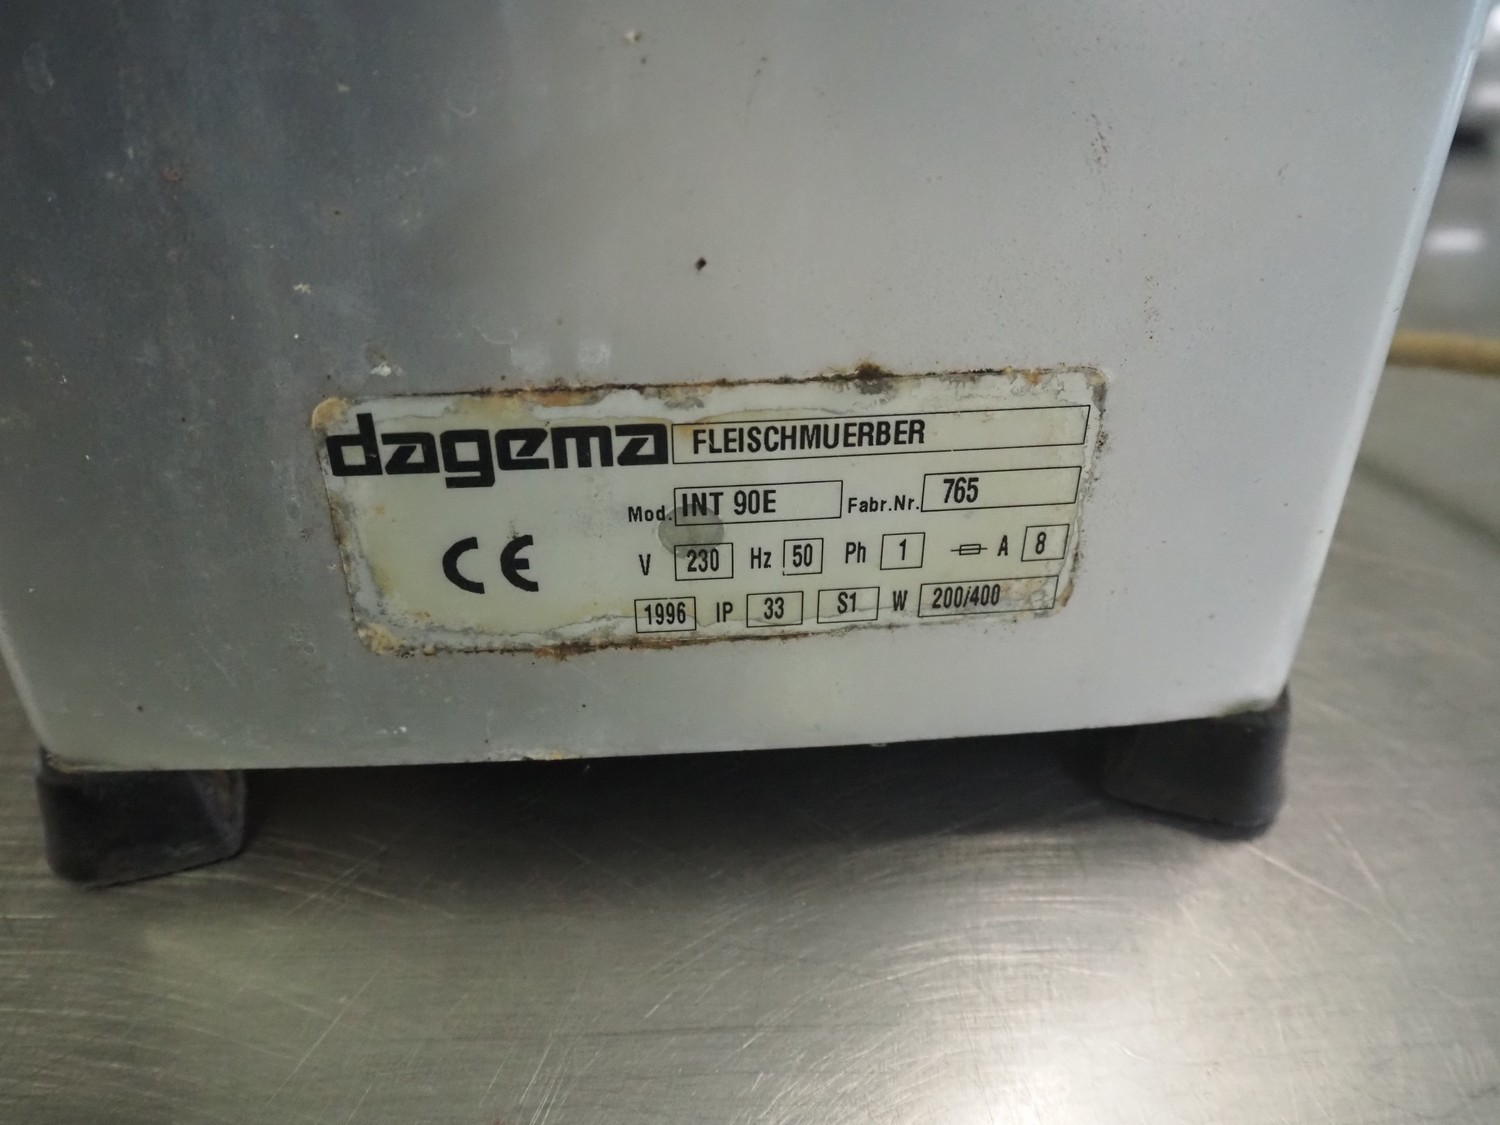 dagema FLEISCHMUERBER
Mod. INT 90E Fabr.Nr. 765
CE V 230 Hz 50 Ph 1 A 8
1996 IP 33 S1 W 200/400